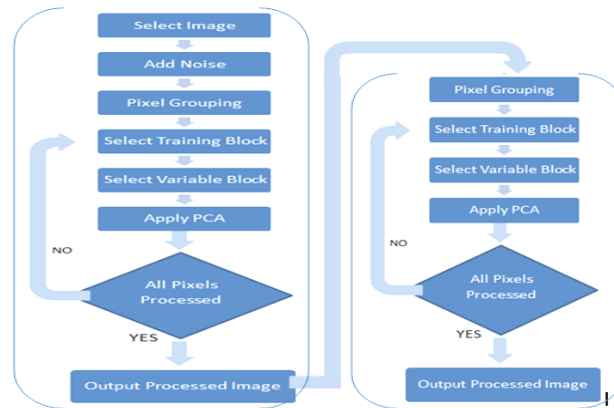 Select Image
Add Noise
Pixel Grouping
Select Training Block
Select Variable Block
Apply PCA
NO
All Pixels
Processed
YES
Output Processed Image
Pixel Grouping
Select Training Block
Select Variable Block
Apply PCA
NO
All Pixels
Processed
YES
Output Processed Image